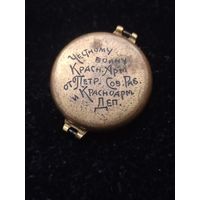 Честному
воину
Красн. Арм.
от Петр. Сов. Раб.
и Краснодарм.
Деп.